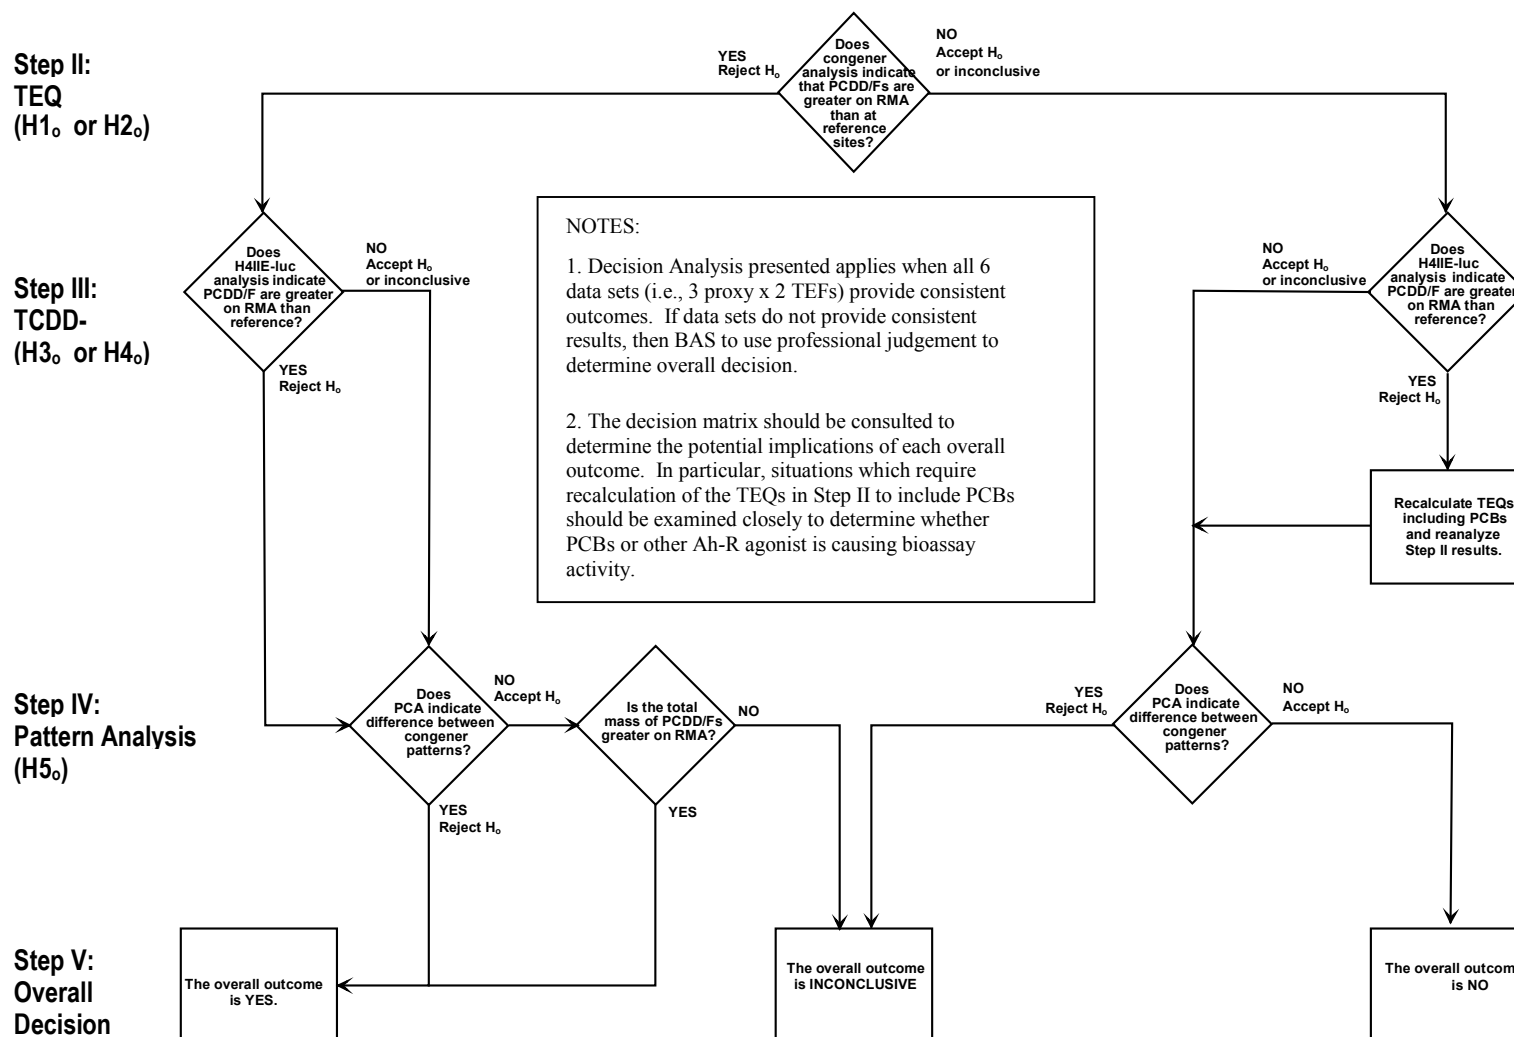 Step II:
TEQ
(H1o or H2o)
YES
Reject Ho
Does
congener
analysis indicate
that PCDD/Fs are
greater on RMA
than at
reference
sites?
NO
Accept Ho
or inconclusive
Step III:
TCDD-
(H3o or H4o)
Does
H4IIE-luc
analysis indicate
PCDD/F are greater
on RMA than
reference?
NO
Accept Ho
or inconclusive
YES
Reject Ho
NOTES:
1. Decision Analysis presented applies when all 6
data sets (i.e., 3 proxy x 2 TEFs) provide consistent
outcomes. If data sets do not provide consistent
results, then BAS to use professional judgement to
determine overall decision.
2. The decision matrix should be consulted to
determine the potential implications of each overall
outcome. In particular, situations which require
recalculation of the TEQs in Step II to include PCBs
should be examined closely to determine whether
PCBs or other Ah-R agonist is causing bioassay
activity.
NO
Accept Ho
or inconclusive
Does
H4IIE-luc
analysis indicate
PCDD/F are greater
on RMA than
reference?
YES
Reject Ho
Recalculate TEQs
including PCBs
and reanalyze
Step II results.
Step IV:
Pattern Analysis
(H5o)
Does
PCA indicate
difference between
congener
patterns?
NO
Accept Ho
YES
Reject Ho
Is the total
mass of PCDD/Fs
greater on RMA?
NO
YES
YES
Reject Ho
Does
PCA indicate
difference between
congener
patterns?
NO
Accept Ho
Step V:
Overall
Decision
The overall outcome
is YES.
The overall outcome
is INCONCLUSIVE
The overall outcom
is NO